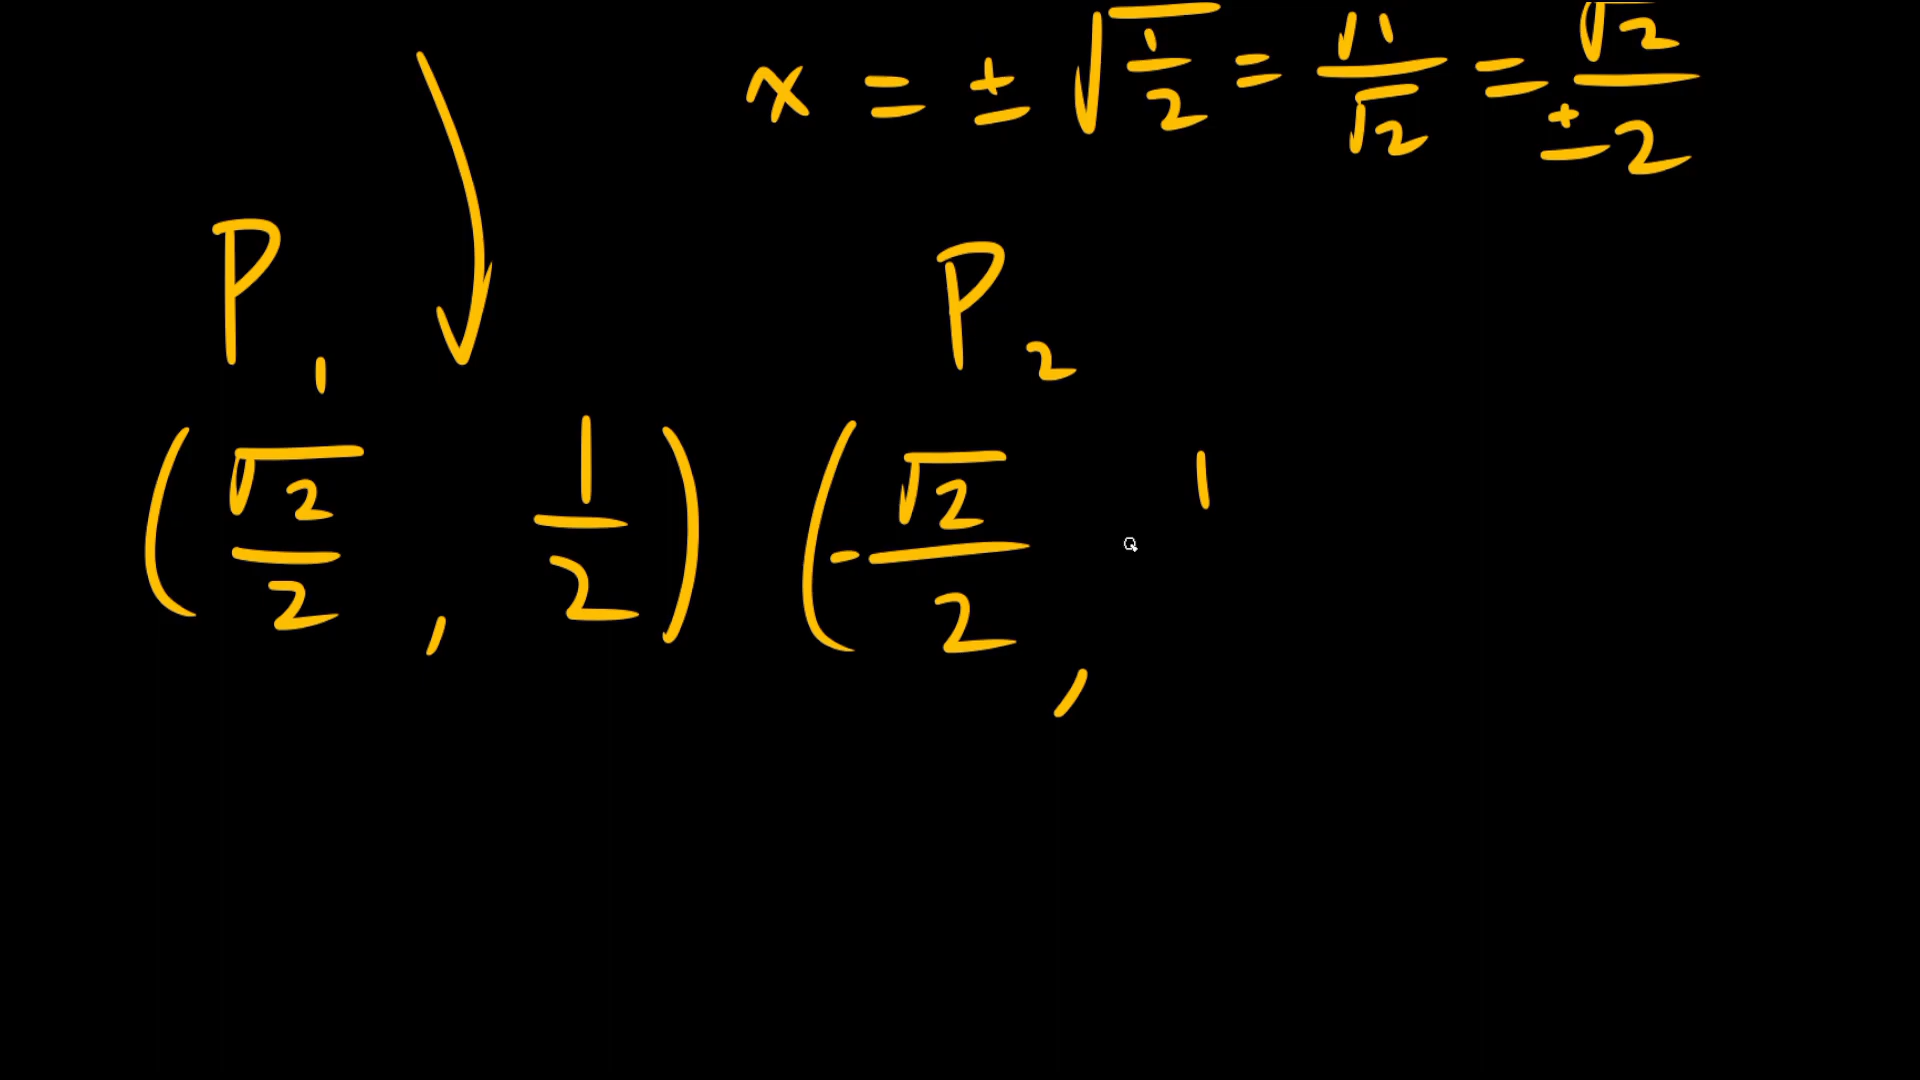 x = ± √(1/2) = √1/√2 = ± √2/2
P₁ P₂
(√2/2 , 1/2) (-√2/2 , 1